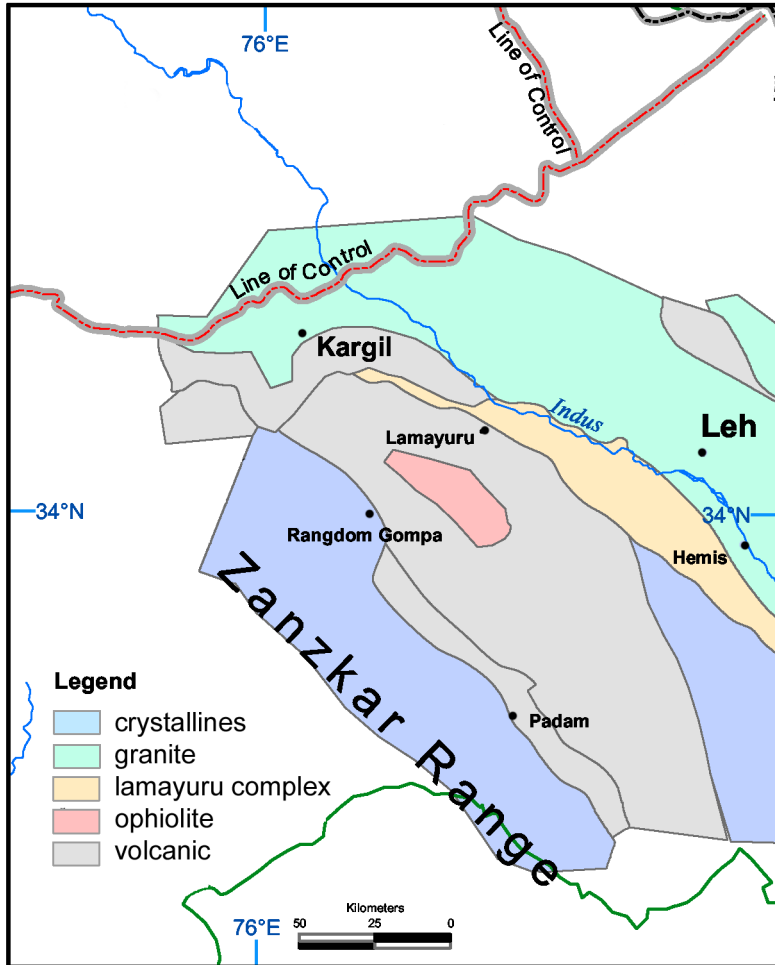 76°E
Line of Control
Line of Control
Kargil
Indus
Leh
Lamayuru
34°N
34°N
Rangdom Gompa
Hemis
Zanzkar Range
Legend
crystallines
granite
lamayuru complex
ophiolite
volcanic
Padam
Kilometers
50 25 0
76°E